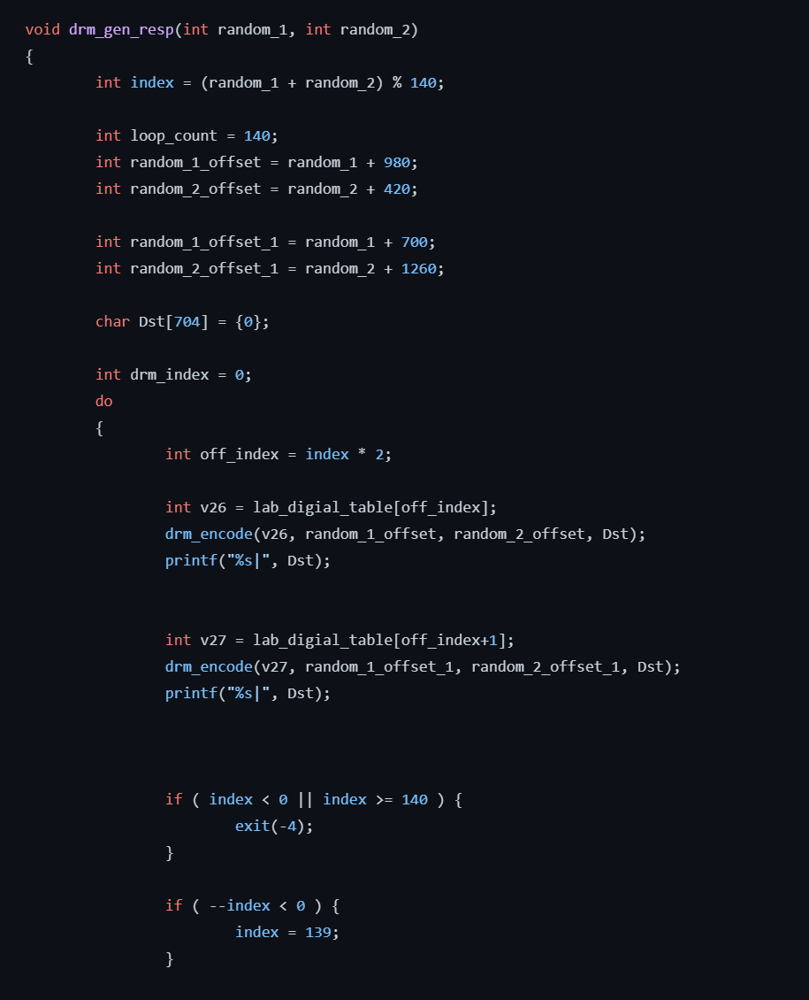 void drm_gen_resp(int random_1, int random_2)
{
int index = (random_1 + random_2) % 140;
int loop_count = 140;
int random_1_offset = random_1 + 980;
int random_2_offset = random_2 + 420;
int random_1_offset_1 = random_1 + 700;
int random_2_offset_1 = random_2 + 1260;
char Dst[704] = {0};
int drm_index = 0;
do
{
int off_index = index * 2;
int v26 = lab_digial_table[off_index];
drm_encode(v26, random_1_offset, random_2_offset, Dst);
printf("%s|", Dst);
int v27 = lab_digial_table[off_index+1];
drm_encode(v27, random_1_offset_1, random_2_offset_1, Dst);
printf("%s|", Dst);
if ( index < 0 || index >= 140 ) {
exit(-4);
}
if ( --index < 0 ) {
index = 139;
}